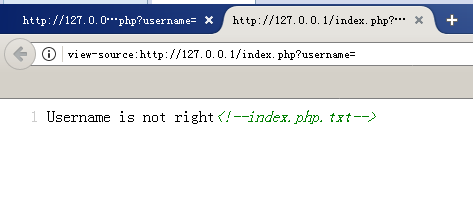 http://127.0.0…php?username=
http://127.0.0.1/index.php?…
view-source:http://127.0.0.1/index.php?username=
1 Username is not right<!--index.php.txt-->